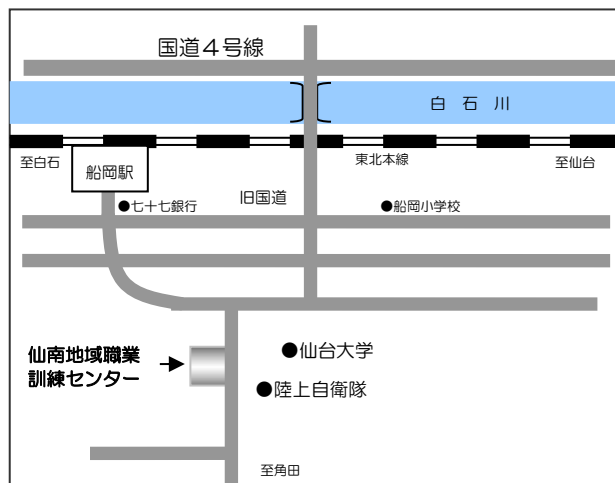 国道４号線
白 石 川
至白石
東北本線
至仙台
船岡駅
●七十七銀行
旧国道
●船岡小学校
仙南地域職業
訓練センター
●仙台大学
●陸上自衛隊
至角田